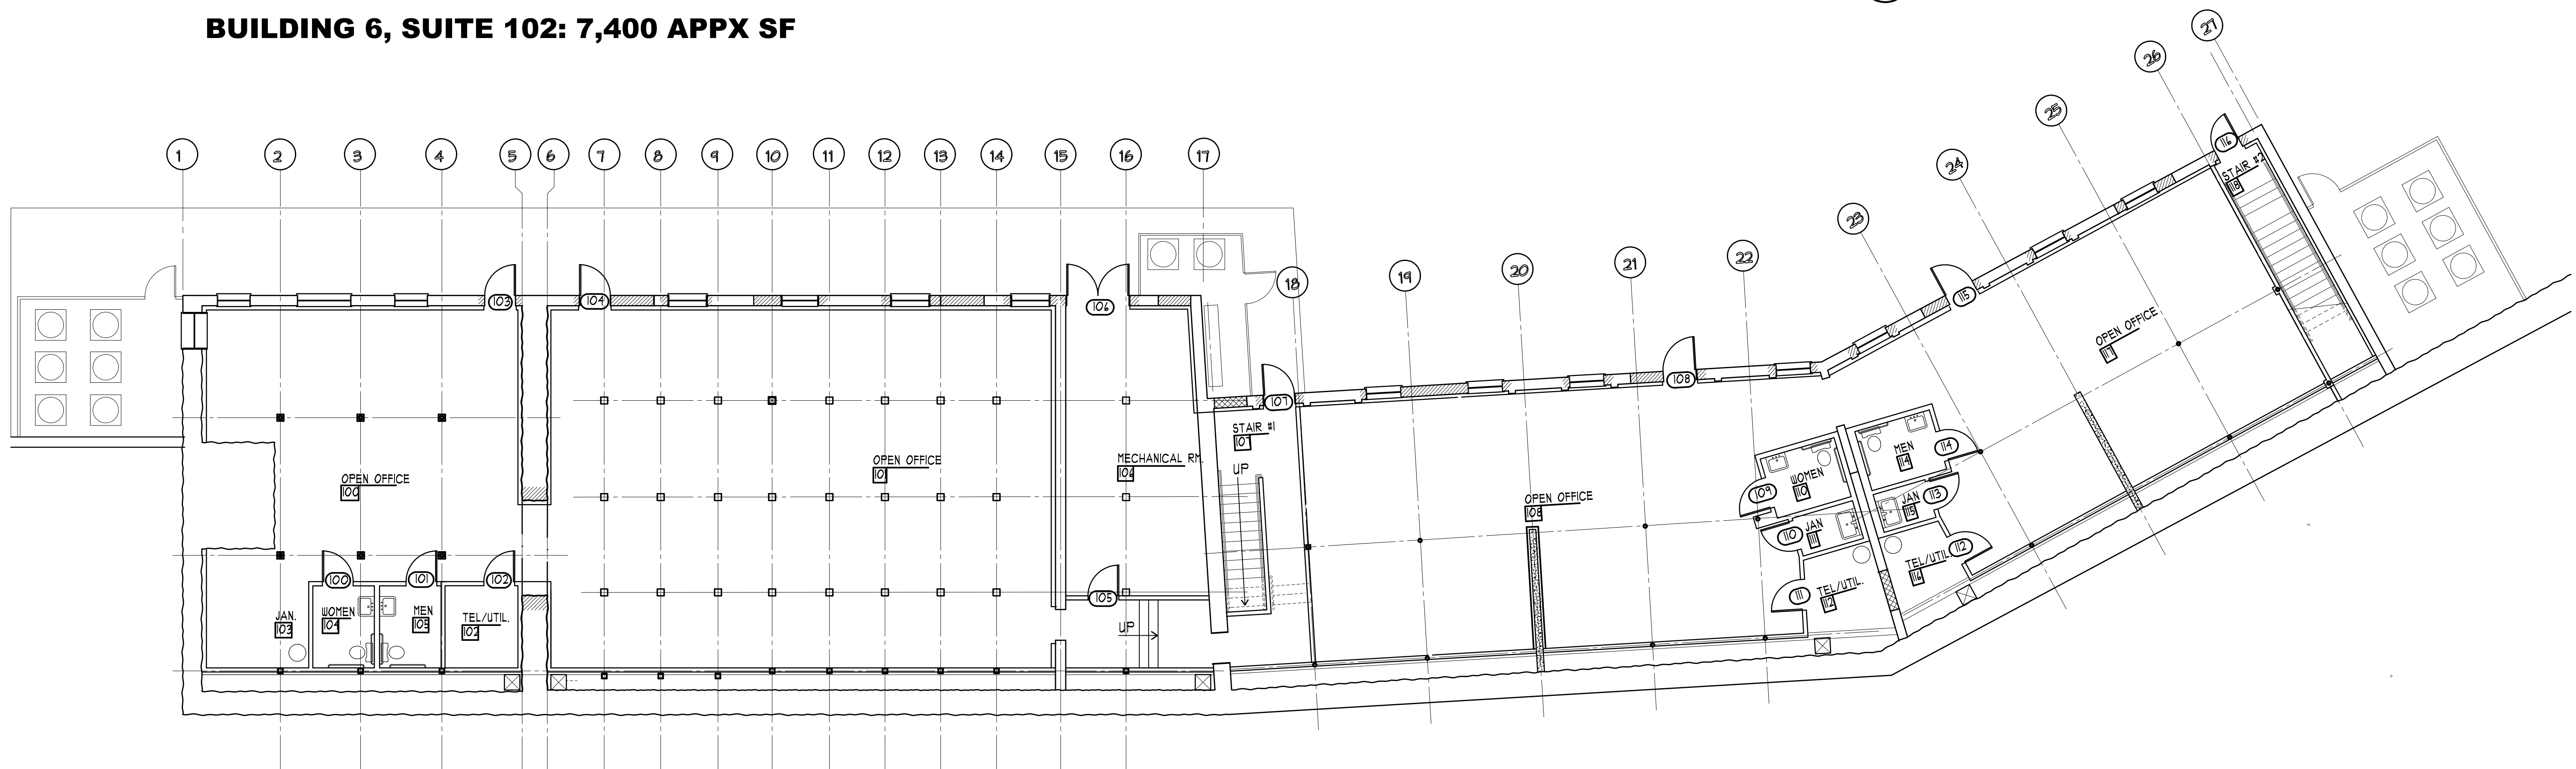 BUILDING 6, SUITE 102: 7,400 APPX SF
1 2 3 4 5 6 7 8 9 10 11 12 13 14 15 16 17
18 19 20 21 22
23 24 25 26 27
103
104
106
107
108
115
116
STAIR #2
118
OPEN OFFICE
117
OPEN OFFICE
100
OPEN OFFICE
101
MECHANICAL RM.
106
STAIR #1
107
UP
OPEN OFFICE
108
100
101
102
JAN.
103
WOMEN
104
MEN
105
TEL/UTIL.
102
105
UP
109
WOMEN
110
110
JAN
111
111
TEL/UTIL.
112
MEN
114
114
JAN
115
113
TEL/UTIL.
116
112